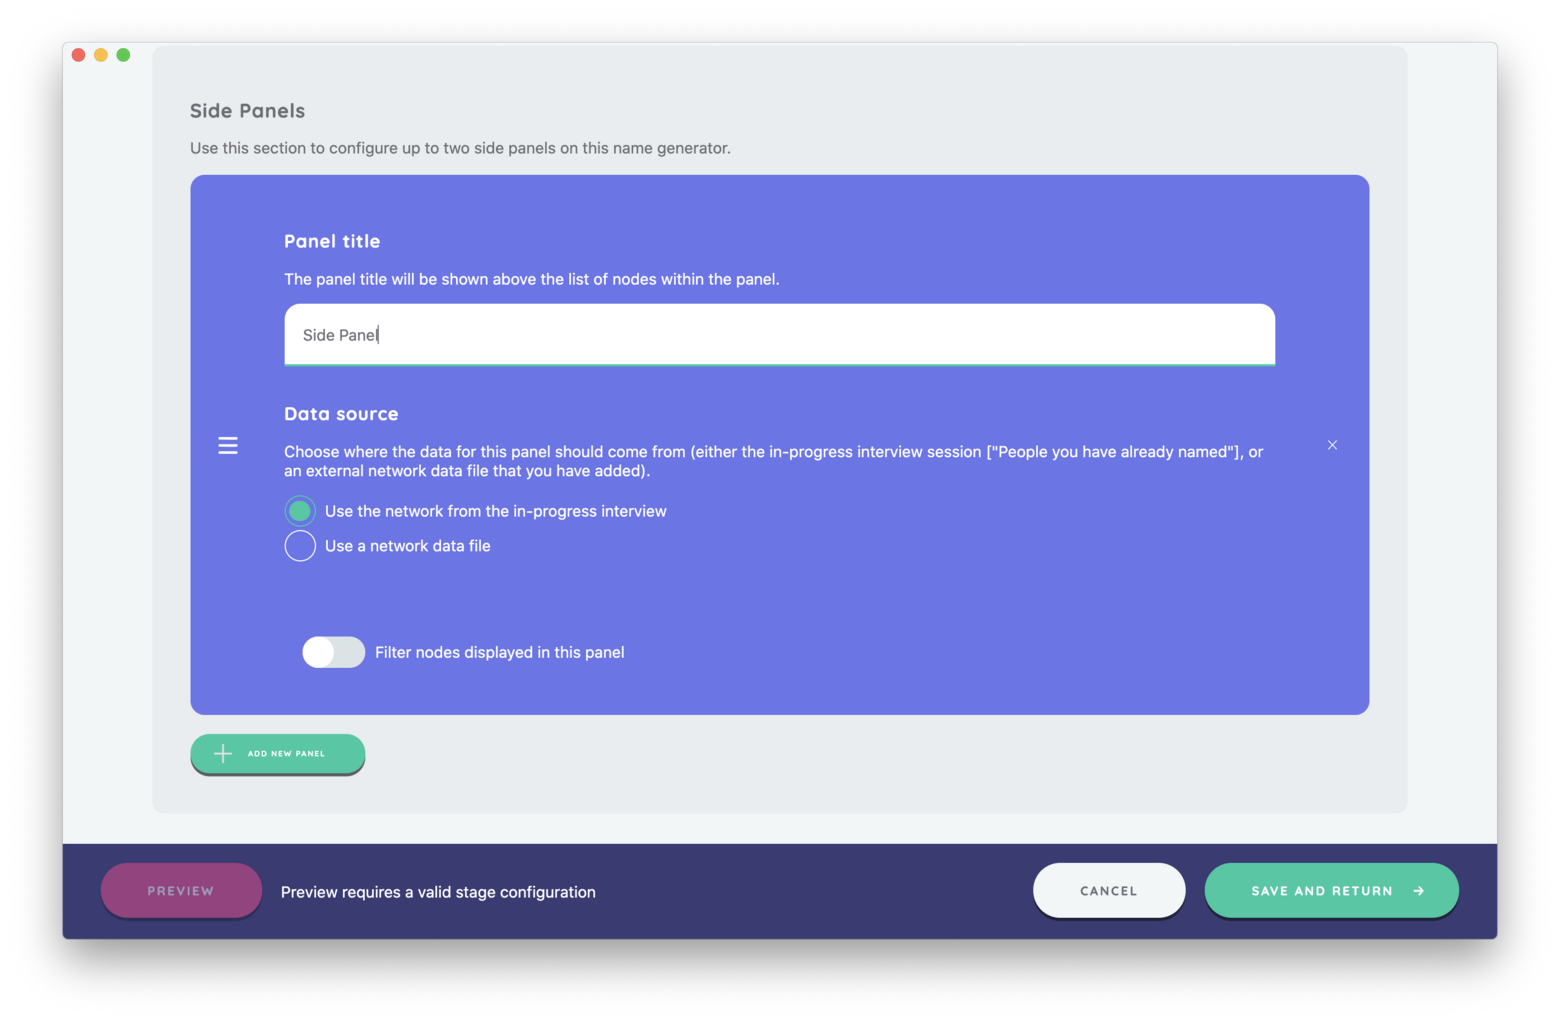 Side Panels
Use this section to configure up to two side panels on this name generator.
Panel title
The panel title will be shown above the list of nodes within the panel.
Side Panel
Data source
Choose where the data for this panel should come from (either the in-progress interview session ["People you have already named"], or
an external network data file that you have added).
Use the network from the in-progress interview
Use a network data file
Filter nodes displayed in this panel
ADD NEW PANEL
PREVIEW
Preview requires a valid stage configuration
CANCEL
SAVE AND RETURN